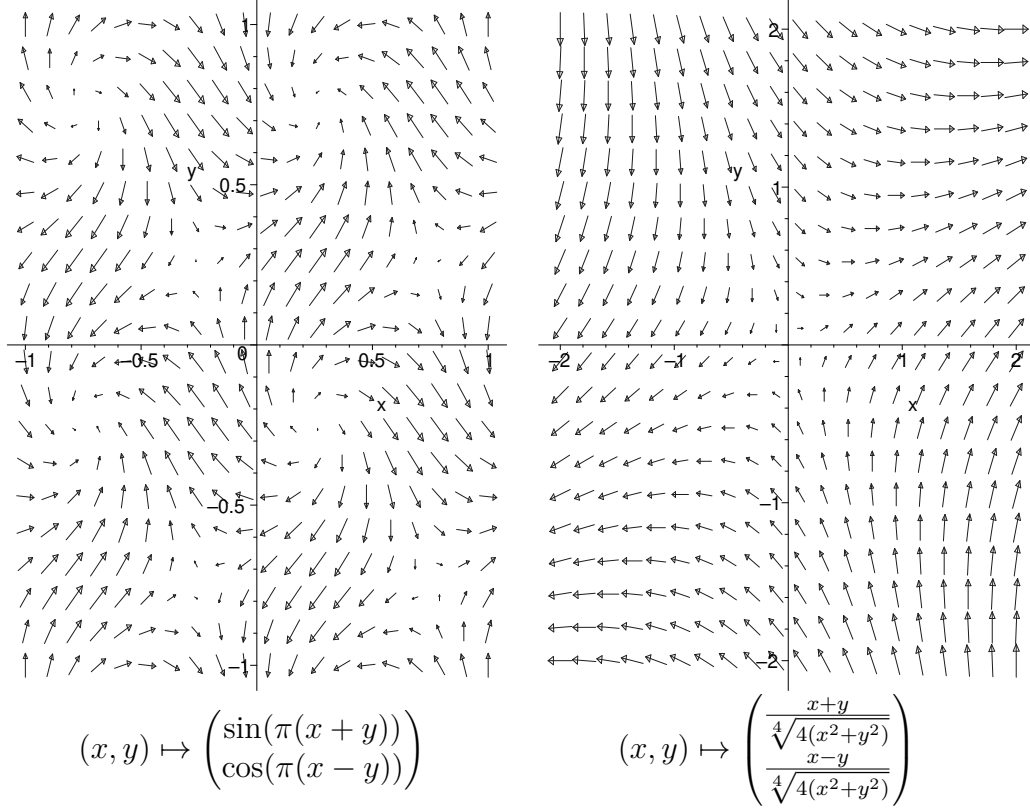 1
y
0.5
−1 −0.5 0 0.5 1
x
−0.5
−1
2
y
1
−2 −1 1 2
x
−1
−2
(x, y) ↦ (sin(π(x + y)) cos(π(x − y)))
(x, y) ↦ (x+y / ∜4(x²+y²) x−y / ∜4(x²+y²))